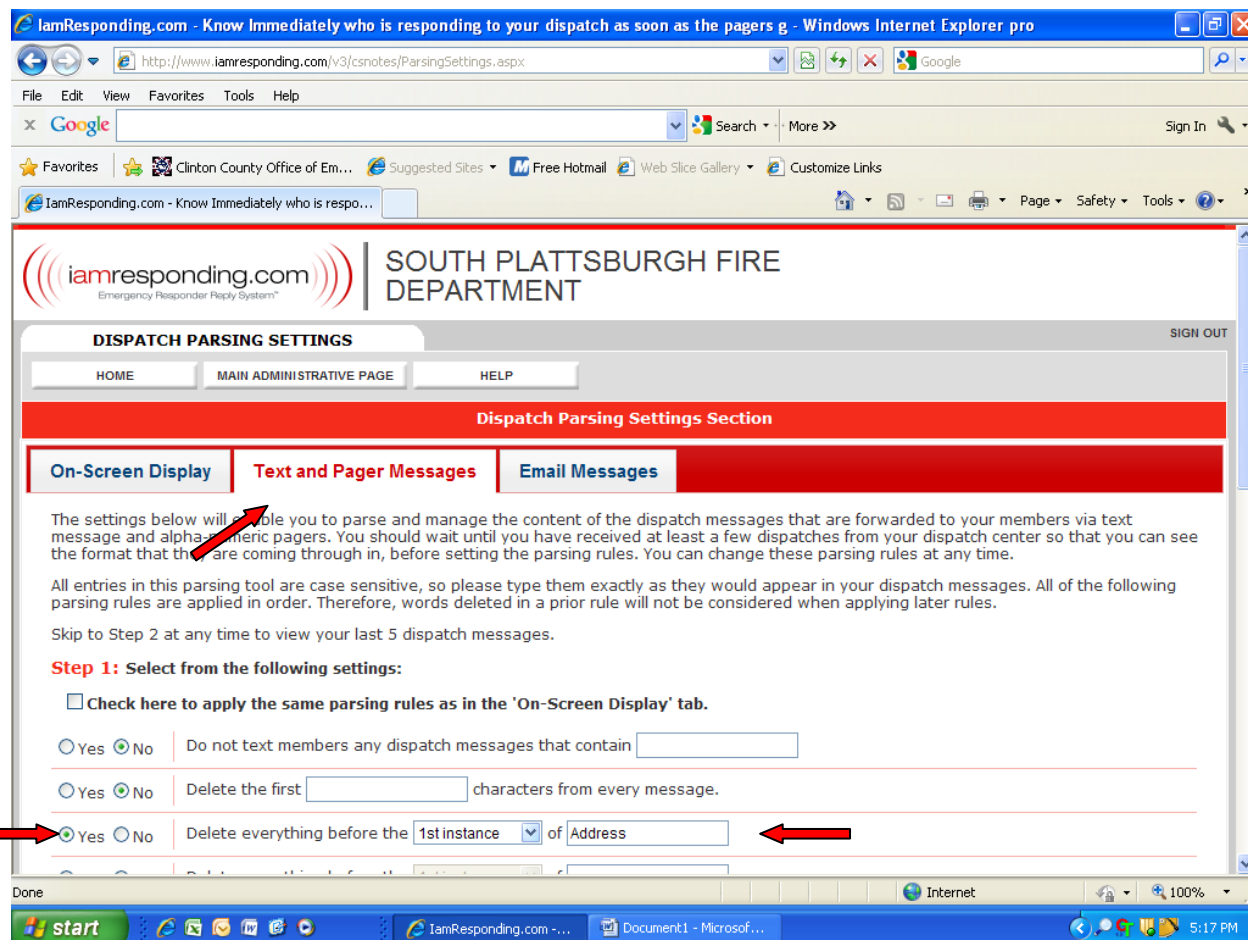 IamResponding.com - Know Immediately who is responding to your dispatch as soon as the pagers g - Windows Internet Explorer pro
http://www.iamresponding.com/v3/csnotes/ParsingSettings.aspx
Google
File Edit View Favorites Tools Help
x Google Search More >> Sign In
Favorites Clinton County Office of Em... Suggested Sites Free Hotmail Web Slice Gallery Customize Links
IamResponding.com - Know Immediately who is respo... Page Safety Tools
iamresponding.com
Emergency Responder Reply System™
SOUTH PLATTSBURGH FIRE
DEPARTMENT
DISPATCH PARSING SETTINGS SIGN OUT
HOME MAIN ADMINISTRATIVE PAGE HELP
Dispatch Parsing Settings Section
On-Screen Display Text and Pager Messages Email Messages
The settings below will enable you to parse and manage the content of the dispatch messages that are forwarded to your members via text
message and alpha-numeric pagers. You should wait until you have received at least a few dispatches from your dispatch center so that you can see
the format that they are coming through in, before setting the parsing rules. You can change these parsing rules at any time.
All entries in this parsing tool are case sensitive, so please type them exactly as they would appear in your dispatch messages. All of the following
parsing rules are applied in order. Therefore, words deleted in a prior rule will not be considered when applying later rules.
Skip to Step 2 at any time to view your last 5 dispatch messages.
Step 1: Select from the following settings:
Check here to apply the same parsing rules as in the 'On-Screen Display' tab.
Yes No Do not text members any dispatch messages that contain
Yes No Delete the first characters from every message.
Yes No Delete everything before the 1st instance of Address
Done Internet 100%
start IamResponding.com -... Document1 - Microsof... 5:17 PM